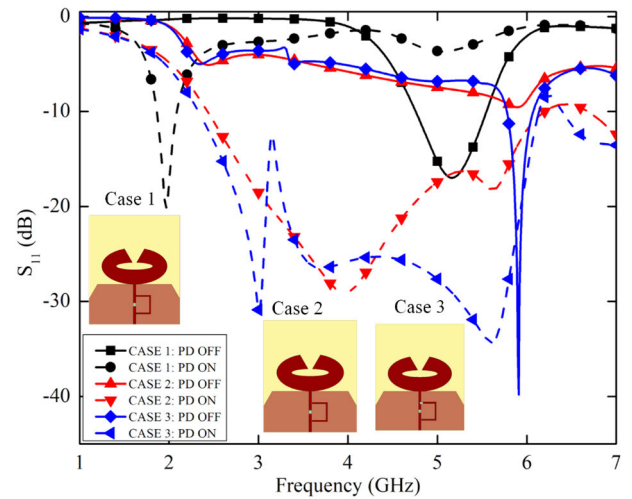 0
-10
-20
-30
-40
S11 (dB)
Case 1
Case 2
Case 3
CASE 1: PD OFF
CASE 1: PD ON
CASE 2: PD OFF
CASE 2: PD ON
CASE 3: PD OFF
CASE 3: PD ON
1 2 3 4 5 6 7
Frequency (GHz)